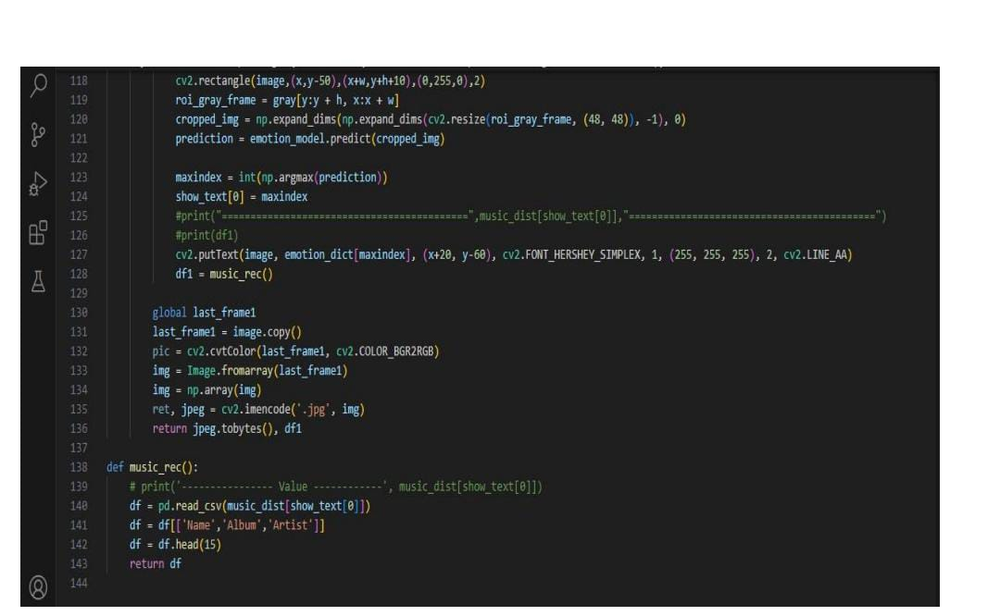 118 cv2.rectangle(image,(x,y-50),(x+w,y+h+10),(0,255,0),2)
119 roi_gray_frame = gray[y:y + h, x:x + w]
120 cropped_img = np.expand_dims(np.expand_dims(cv2.resize(roi_gray_frame, (48, 48)), -1), 0)
121 prediction = emotion_model.predict(cropped_img)
122
123 maxindex = int(np.argmax(prediction))
124 show_text[0] = maxindex
125 #print("===========================================",music_dist[show_text[0]],"===========================================")
126 #print(df1)
127 cv2.putText(image, emotion_dict[maxindex], (x+20, y-60), cv2.FONT_HERSHEY_SIMPLEX, 1, (255, 255, 255), 2, cv2.LINE_AA)
128 df1 = music_rec()
129
130 global last_frame1
131 last_frame1 = image.copy()
132 pic = cv2.cvtColor(last_frame1, cv2.COLOR_BGR2RGB)
133 img = Image.fromarray(last_frame1)
134 img = np.array(img)
135 ret, jpeg = cv2.imencode('.jpg', img)
136 return jpeg.tobytes(), df1
137
138 def music_rec():
139 # print('---------------- Value ------------', music_dist[show_text[0]])
140 df = pd.read_csv(music_dist[show_text[0]])
141 df = df[['Name','Album','Artist']]
142 df = df.head(15)
143 return df
144